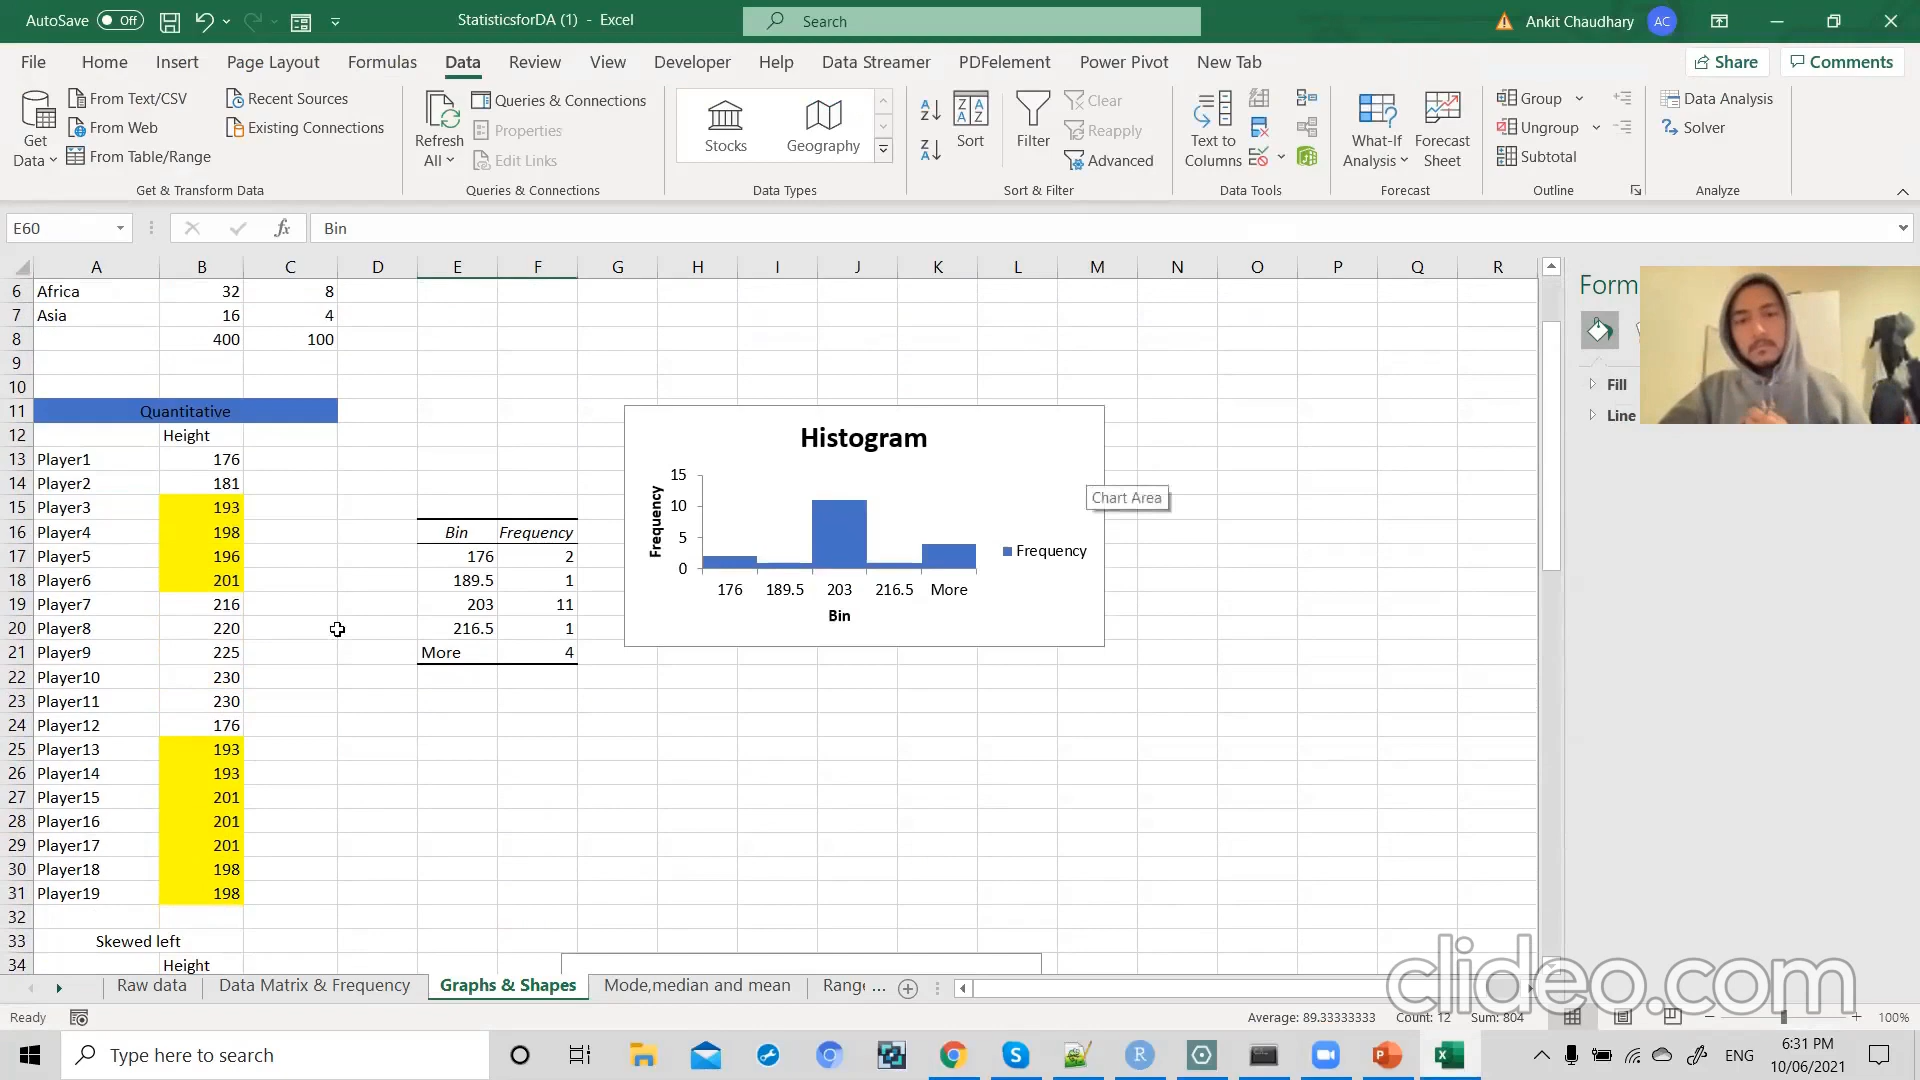 AutoSave Off StatisticsforDA (1) - Excel Search Ankit Chaudhary AC
File Home Insert Page Layout Formulas Data Review View Developer Help Data Streamer PDFelement Power Pivot New Tab Share Comments
Get Data
From Text/CSV
From Web
From Table/Range
Recent Sources
Existing Connections
Get & Transform Data
Refresh All
Queries & Connections
Properties
Edit Links
Queries & Connections
Stocks Geography
Data Types
Sort
Filter
Clear
Reapply
Advanced
Sort & Filter
Text to Columns
Data Tools
What-If Analysis
Forecast Sheet
Forecast
Group
Ungroup
Subtotal
Outline
Data Analysis
Solver
Analyze
E60 fx Bin
A B C D E F G H I J K L M N O P Q R
6 Africa 32 8
7 Asia 16 4
8 400 100
9
10
11 Quantitative
12 Height
13 Player1 176
14 Player2 181
15 Player3 193
16 Player4 198 Bin Frequency
17 Player5 196 176 2
18 Player6 201 189.5 1
19 Player7 216 203 11
20 Player8 220 216.5 1
21 Player9 225 More 4
22 Player10 230
23 Player11 230
24 Player12 176
25 Player13 193
26 Player14 193
27 Player15 201
28 Player16 201
29 Player17 201
30 Player18 198
31 Player19 198
32
33 Skewed left
34 Height
Histogram
Frequency
15
10
5
0
176 189.5 203 216.5 More
Bin
Frequency
Chart Area
Form
Fill
Line
Raw data Data Matrix & Frequency Graphs & Shapes Mode,median and mean Range ...
clideo.com
Ready Average: 89.33333333 Count: 12 Sum: 804 100%
Type here to search ENG 6:31 PM
10/06/2021